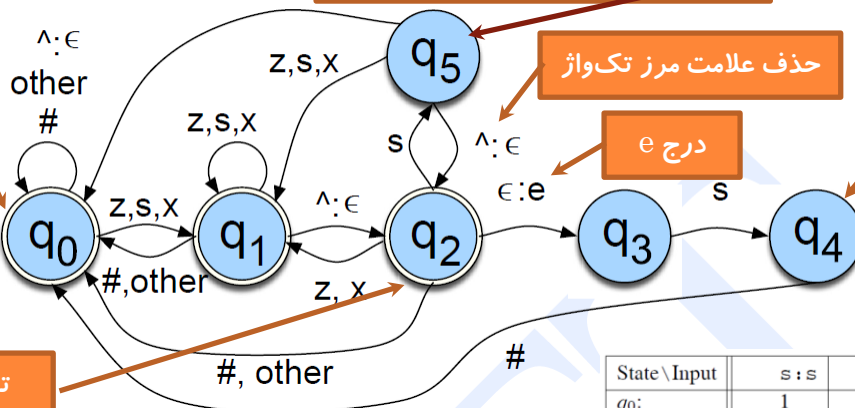 ^:ϵ
other
#
z,s,x
z,s,x
#,other
z,s,x
s
^:ϵ
ϵ:e
s
^:ϵ
z, x
#, other
#
q0
q1
q2
q3
q4
q5
حذف علامت مرز تک‌واژ
درج e
State\Input
s:s
q0:
1